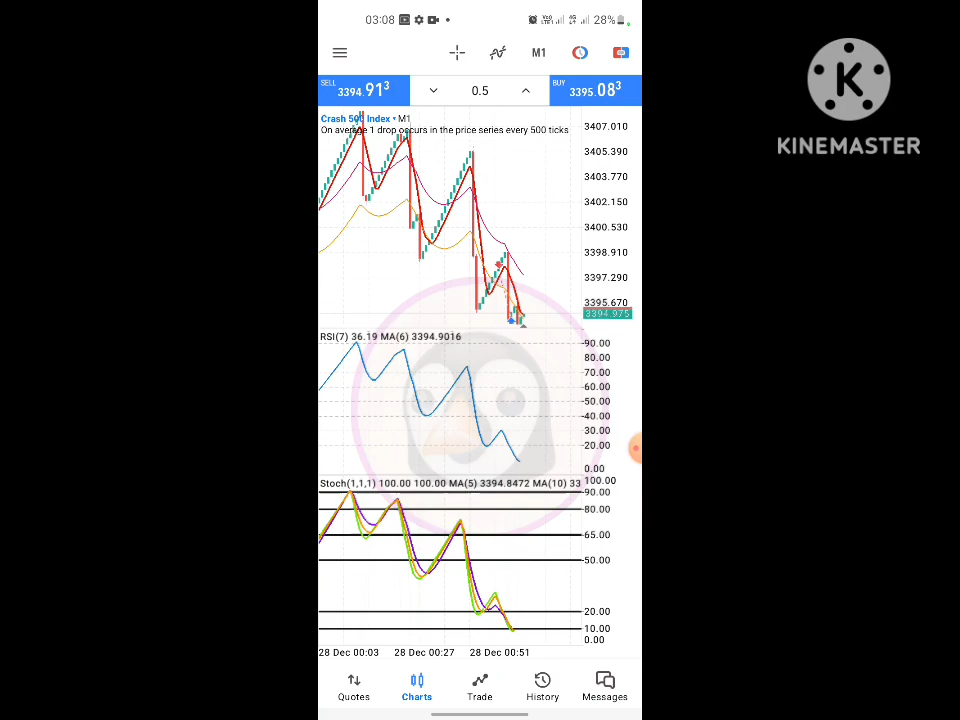 03:08
28%
M1
SELL
3394.91³
0.5
BUY
3395.08³
Crash 500 Index • M1
On average 1 drop occurs in the price series every 500 ticks
3407.010
3405.390
3403.770
3402.150
3400.530
3398.910
3397.290
3395.670
3394.975
RSI(7) 36.19 MA(6) 3394.9016
90.00
80.00
70.00
60.00
50.00
40.00
30.00
20.00
0.00
Stoch(1,1,1) 100.00 100.00 MA(5) 3394.8472 MA(10) 33
100.00
90.00
80.00
65.00
50.00
20.00
10.00
0.00
28 Dec 00:03
28 Dec 00:27
28 Dec 00:51
Quotes
Charts
Trade
History
Messages
K
KINEMASTER